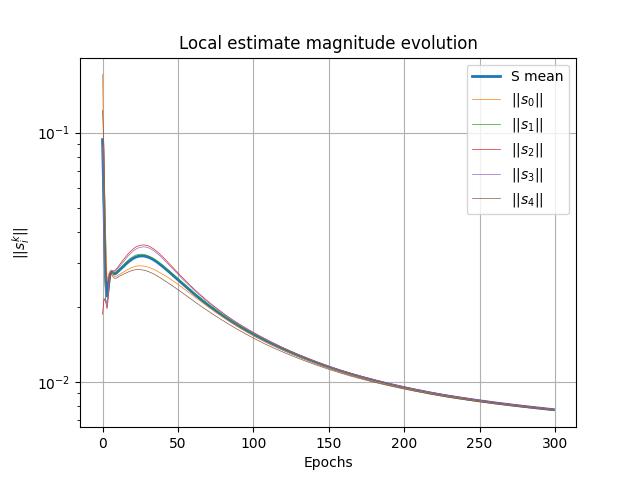 Local estimate magnitude evolution
S mean
||s₀||
||s₁||
||s₂||
||s₃||
||s₄||
10⁻¹
10⁻²
||sᵢᵏ||
0 50 100 150 200 250 300
Epochs